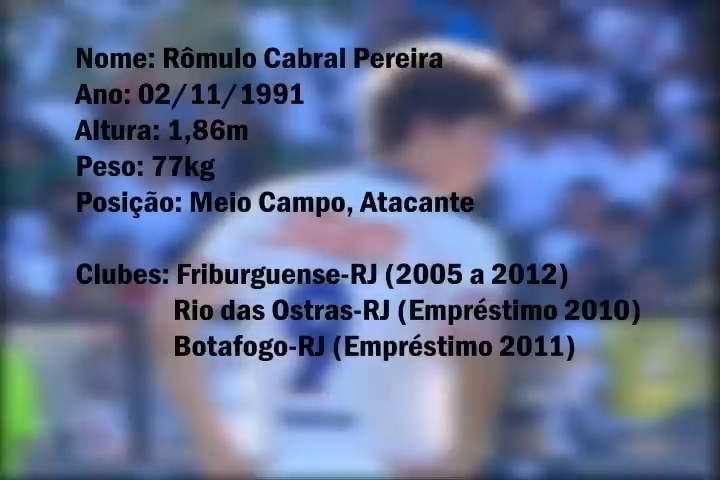 Nome: Rômulo Cabral Pereira
Ano: 02/11/1991
Altura: 1,86m
Peso: 77kg
Posição: Meio Campo, Atacante
Clubes: Friburguense-RJ (2005 a 2012)
Rio das Ostras-RJ (Empréstimo 2010)
Botafogo-RJ (Empréstimo 2011)
7